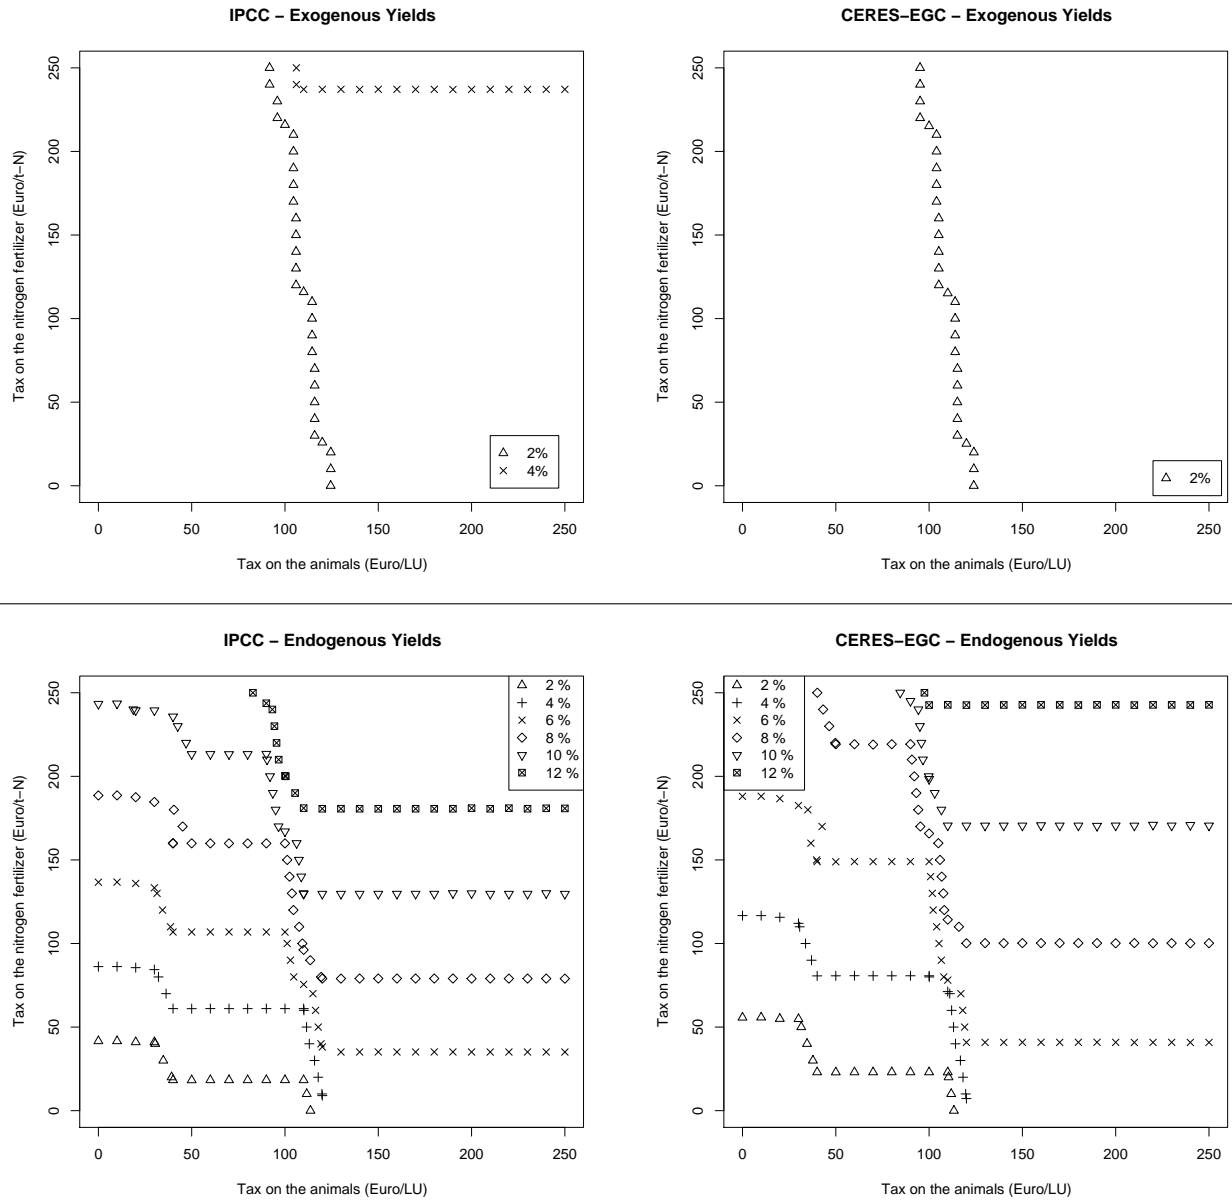 IPCC – Exogenous Yields
250
200
150
100
50
0
Tax on the nitrogen fertilizer (Euro/t–N)
2%
4%
0 50 100 150 200 250
Tax on the animals (Euro/LU)
CERES–EGC – Exogenous Yields
250
200
150
100
50
0
Tax on the nitrogen fertilizer (Euro/t–N)
2%
0 50 100 150 200 250
Tax on the animals (Euro/LU)
IPCC – Endogenous Yields
250
200
150
100
50
0
Tax on the nitrogen fertilizer (Euro/t–N)
2 %
4 %
6 %
8 %
10 %
12 %
0 50 100 150 200 250
Tax on the animals (Euro/LU)
CERES–EGC – Endogenous Yields
250
200
150
100
50
0
Tax on the nitrogen fertilizer (Euro/t–N)
2 %
4 %
6 %
8 %
10 %
12 %
0 50 100 150 200 250
Tax on the animals (Euro/LU)